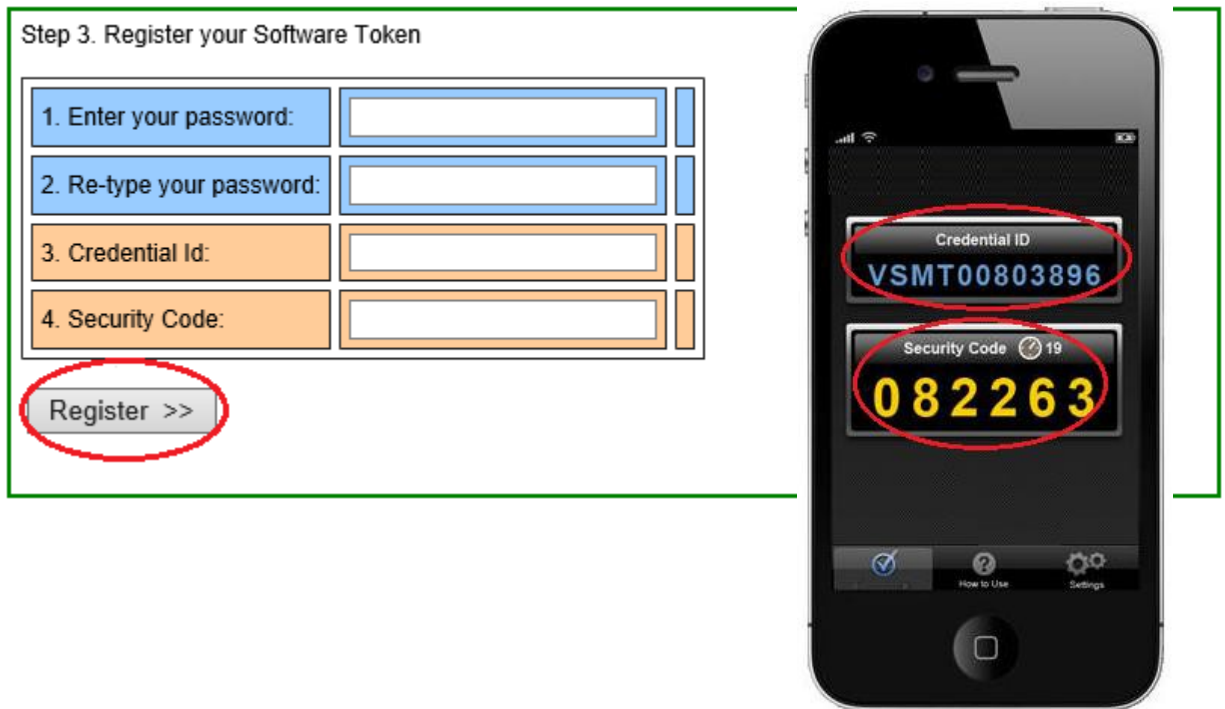 Step 3. Register your Software Token
1. Enter your password:
2. Re-type your password:
3. Credential Id:
4. Security Code:
Register >>
Credential ID
VSMT00803896
Security Code 19
082263
How to Use
Settings